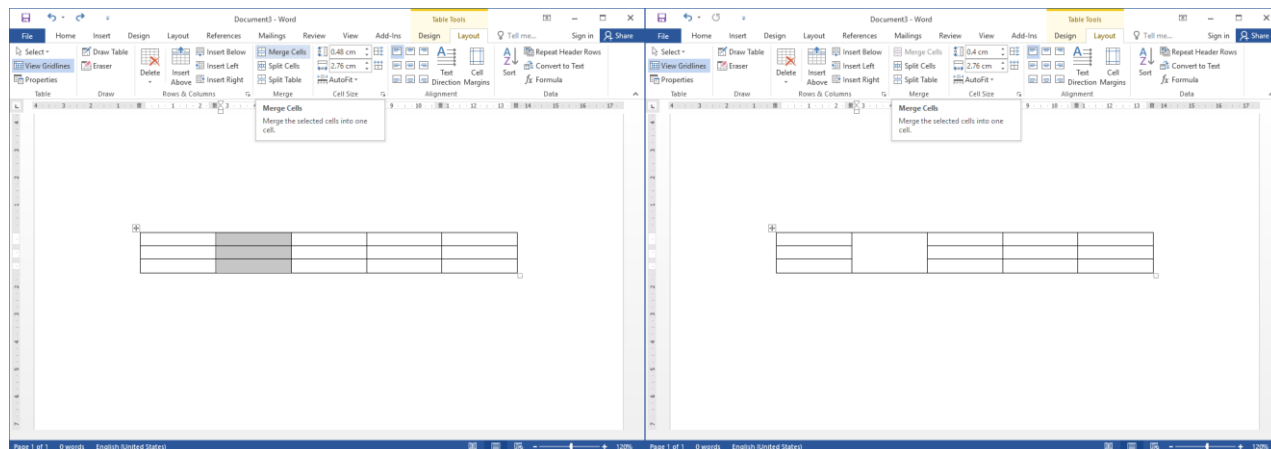 Document3 - Word
Table Tools
File Home Insert Design Layout References Mailings Review View Add-Ins Design Layout Tell me... Sign in Share
Select Draw Table Delete Insert Above Insert Below Merge Cells 0.48 cm Text Direction Cell Margins Sort Repeat Header Rows
View Gridlines Eraser Insert Left Split Cells 2.76 cm Convert to Text
Properties Insert Right Split Table AutoFit Formula
Table Draw Rows & Columns Merge Cell Size Alignment Data
Merge Cells
Merge the selected cells into one
cell.
Page 1 of 1 0 words English (United States) 120%
Document3 - Word
Table Tools
File Home Insert Design Layout References Mailings Review View Add-Ins Design Layout Tell me... Sign in Share
Select Draw Table Delete Insert Above Insert Below Merge Cells 0.4 cm Text Direction Cell Margins Sort Repeat Header Rows
View Gridlines Eraser Insert Left Split Cells 2.76 cm Convert to Text
Properties Insert Right Split Table AutoFit Formula
Table Draw Rows & Columns Merge Cell Size Alignment Data
Merge Cells
Merge the selected cells into one
cell.
Page 1 of 1 0 words English (United States) 120%